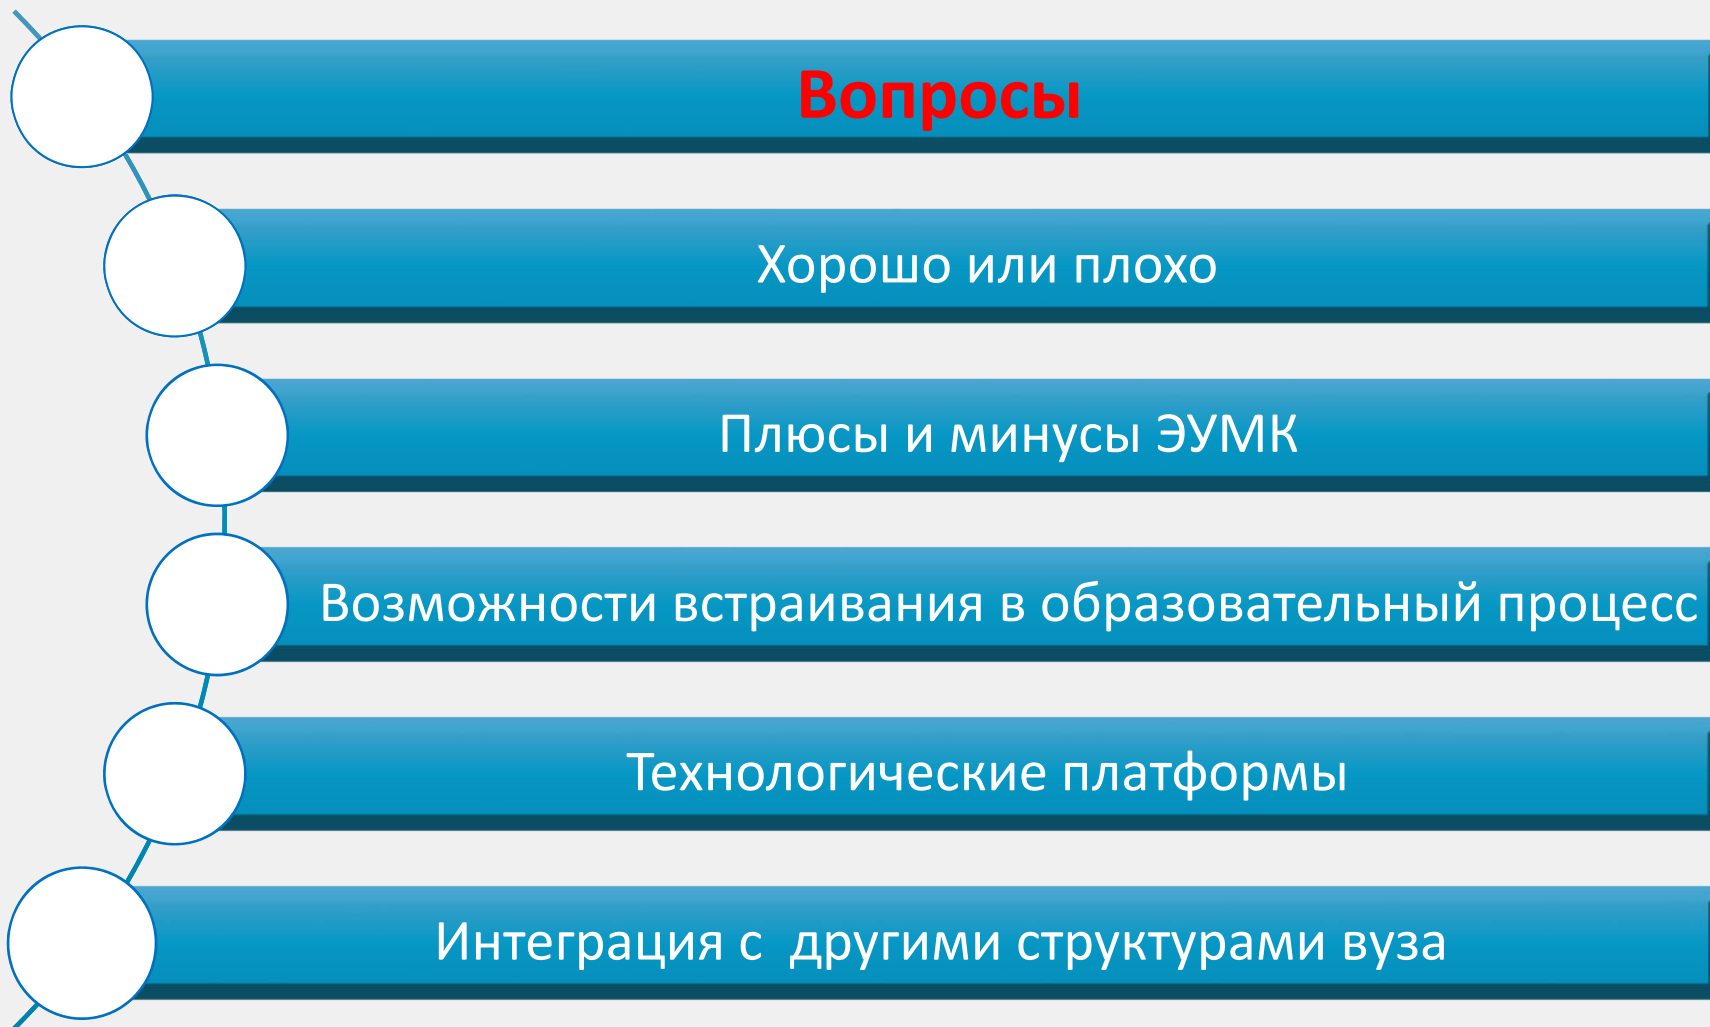 Вопросы
Хорошо или плохо
Плюсы и минусы ЭУМК
Возможности встраивания в образовательный процесс
Технологические платформы
Интеграция с  другими структурами вуза